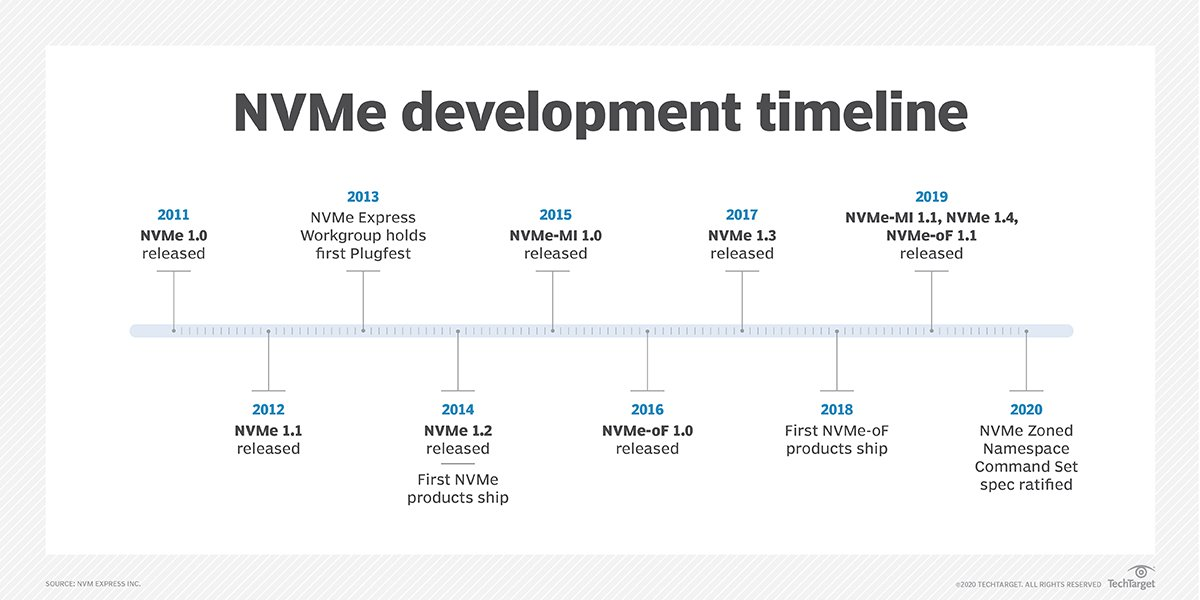 NVMe development timeline
2011
NVMe 1.0
released
2013
NVMe Express
Workgroup holds
first Plugfest
2015
NVMe-MI 1.0
released
2017
NVMe 1.3
released
2019
NVMe-MI 1.1, NVMe 1.4,
NVMe-oF 1.1
released
2012
NVMe 1.1
released
2014
NVMe 1.2
released
First NVMe
products ship
2016
NVMe-oF 1.0
released
2018
First NVMe-oF
products ship
2020
NVMe Zoned
Namespace
Command Set
spec ratified
SOURCE: NVM EXPRESS INC.
©2020 TECHTARGET. ALL RIGHTS RESERVED
TechTarget